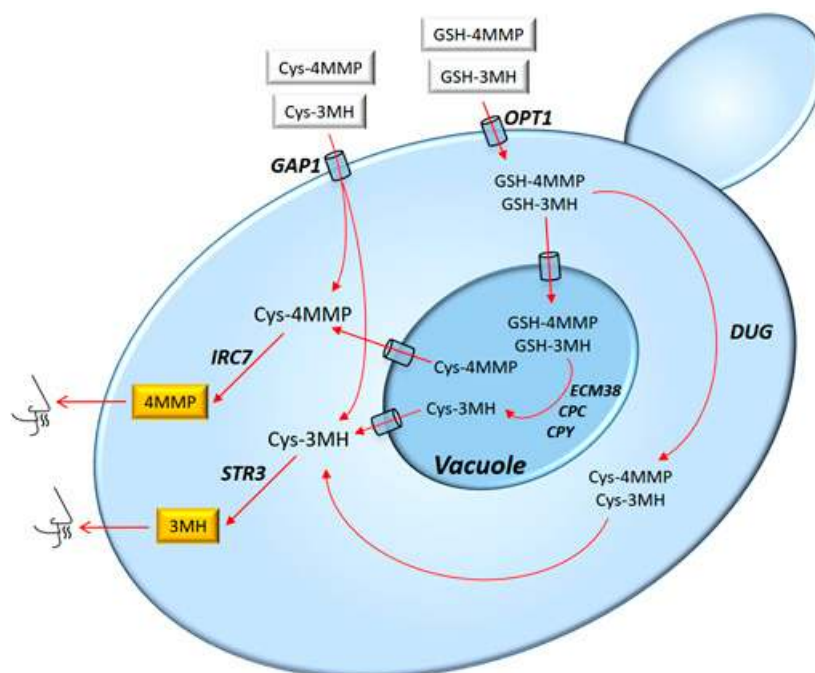 GSH-4MMP
GSH-3MH
Cys-4MMP
Cys-3MH
OPT1
GAP1
GSH-4MMP
GSH-3MH
Cys-4MMP
GSH-4MMP
GSH-3MH
DUG
IRC7
Cys-4MMP
4MMP
ECM38
CPC
CPY
Cys-3MH
Cys-3MH
Vacuole
STR3
Cys-4MMP
Cys-3MH
3MH